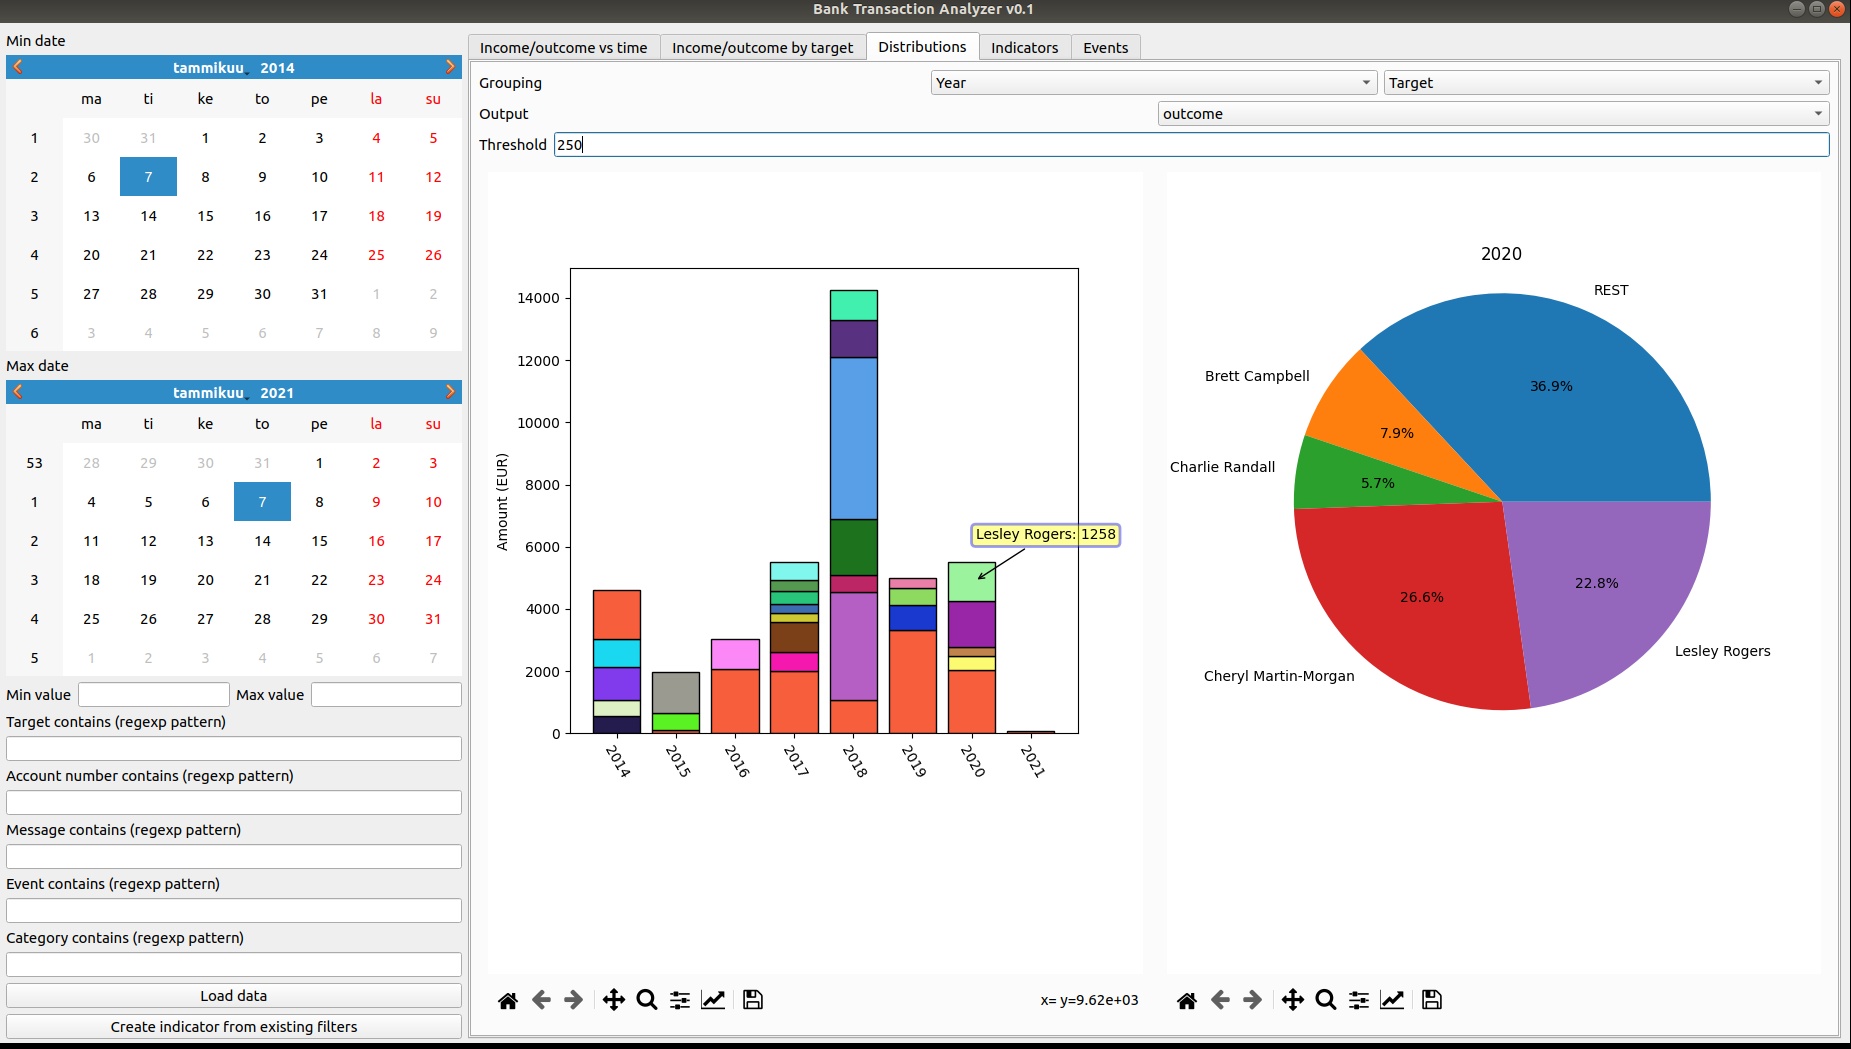 Bank Transaction Analyzer v0.1
Min date
tammikuu 2014
ma ti ke to pe la su
1 30 31 1 2 3 4 5
2 6 7 8 9 10 11 12
3 13 14 15 16 17 18 19
4 20 21 22 23 24 25 26
5 27 28 29 30 31 1 2
6 3 4 5 6 7 8 9
Max date
tammikuu 2021
ma ti ke to pe la su
53 28 29 30 31 1 2 3
1 4 5 6 7 8 9 10
2 11 12 13 14 15 16 17
3 18 19 20 21 22 23 24
4 25 26 27 28 29 30 31
5 1 2 3 4 5 6 7
Min value Max value
Target contains (regexp pattern)
Account number contains (regexp pattern)
Message contains (regexp pattern)
Event contains (regexp pattern)
Category contains (regexp pattern)
Load data
Create indicator from existing filters
Income/outcome vs time Income/outcome by target Distributions Indicators Events
Grouping Year Target
Output outcome
Threshold 250
Amount (EUR)
14000
12000
10000
8000
6000
4000
2000
0
Lesley Rogers: 1258
2014 2015 2016 2017 2018 2019 2020 2021
x= y=9.62e+03
2020
REST
36.9%
Brett Campbell
7.9%
Charlie Randall
5.7%
Cheryl Martin-Morgan
26.6%
Lesley Rogers
22.8%